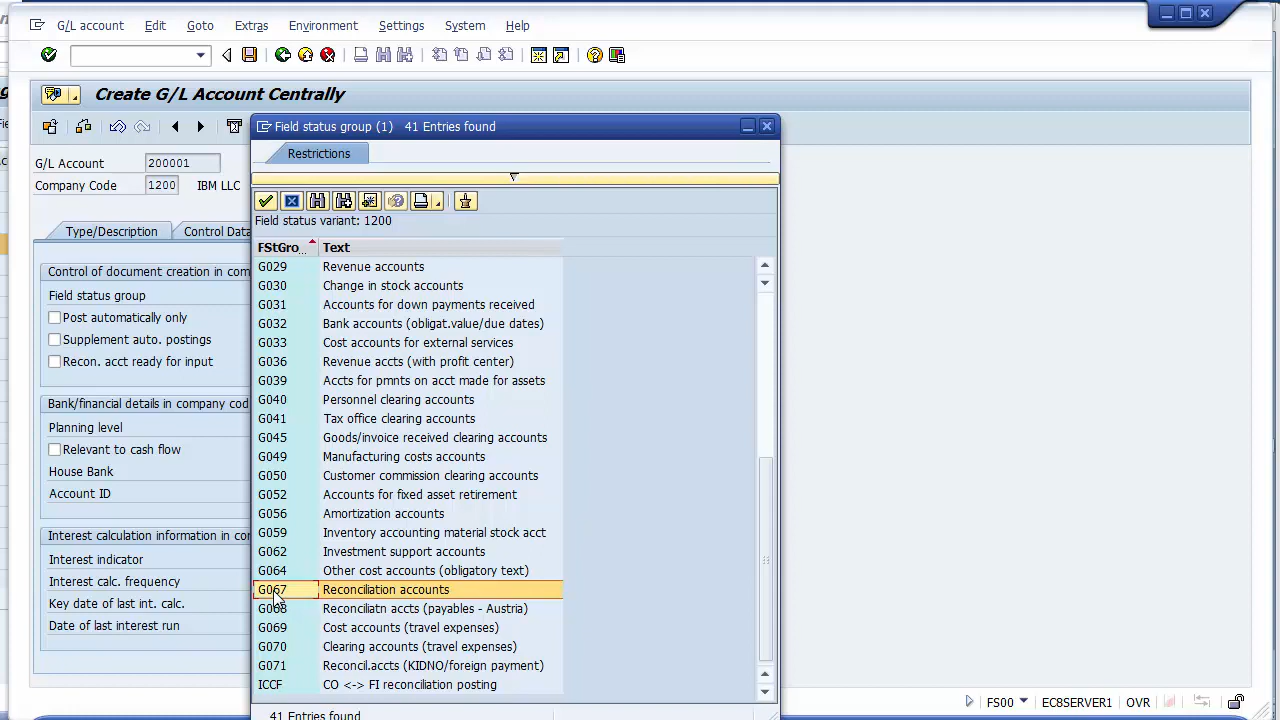 G/L account Edit Goto Extras Environment Settings System Help
Create G/L Account Centrally
Field status group (1) 41 Entries found
Restrictions
G/L Account 200001
Company Code 1200 IBM LLC
Type/Description Control Data
Field status variant: 1200
FStGro... Text
Control of document creation in com
Field status group
Post automatically only
Supplement auto. postings
Recon. acct ready for input
Bank/financial details in company cod
Planning level
Relevant to cash flow
House Bank
Account ID
Interest calculation information in cor
Interest indicator
Interest calc. frequency
Key date of last int. calc.
Date of last interest run
G029 Revenue accounts
G030 Change in stock accounts
G031 Accounts for down payments received
G032 Bank accounts (obligat.value/due dates)
G033 Cost accounts for external services
G036 Revenue accts (with profit center)
G039 Accts for pmnts on acct made for assets
G040 Personnel clearing accounts
G041 Tax office clearing accounts
G045 Goods/invoice received clearing accounts
G049 Manufacturing costs accounts
G050 Customer commission clearing accounts
G052 Accounts for fixed asset retirement
G056 Amortization accounts
G059 Inventory accounting material stock acct
G062 Investment support accounts
G064 Other cost accounts (obligatory text)
G067 Reconciliation accounts
G068 Reconciliatn accts (payables - Austria)
G069 Cost accounts (travel expenses)
G070 Clearing accounts (travel expenses)
G071 Reconcil.accts (KIDNO/foreign payment)
ICCF CO <-> FI reconciliation posting
41 Entries found
FS00 EC8SERVER1 OVR